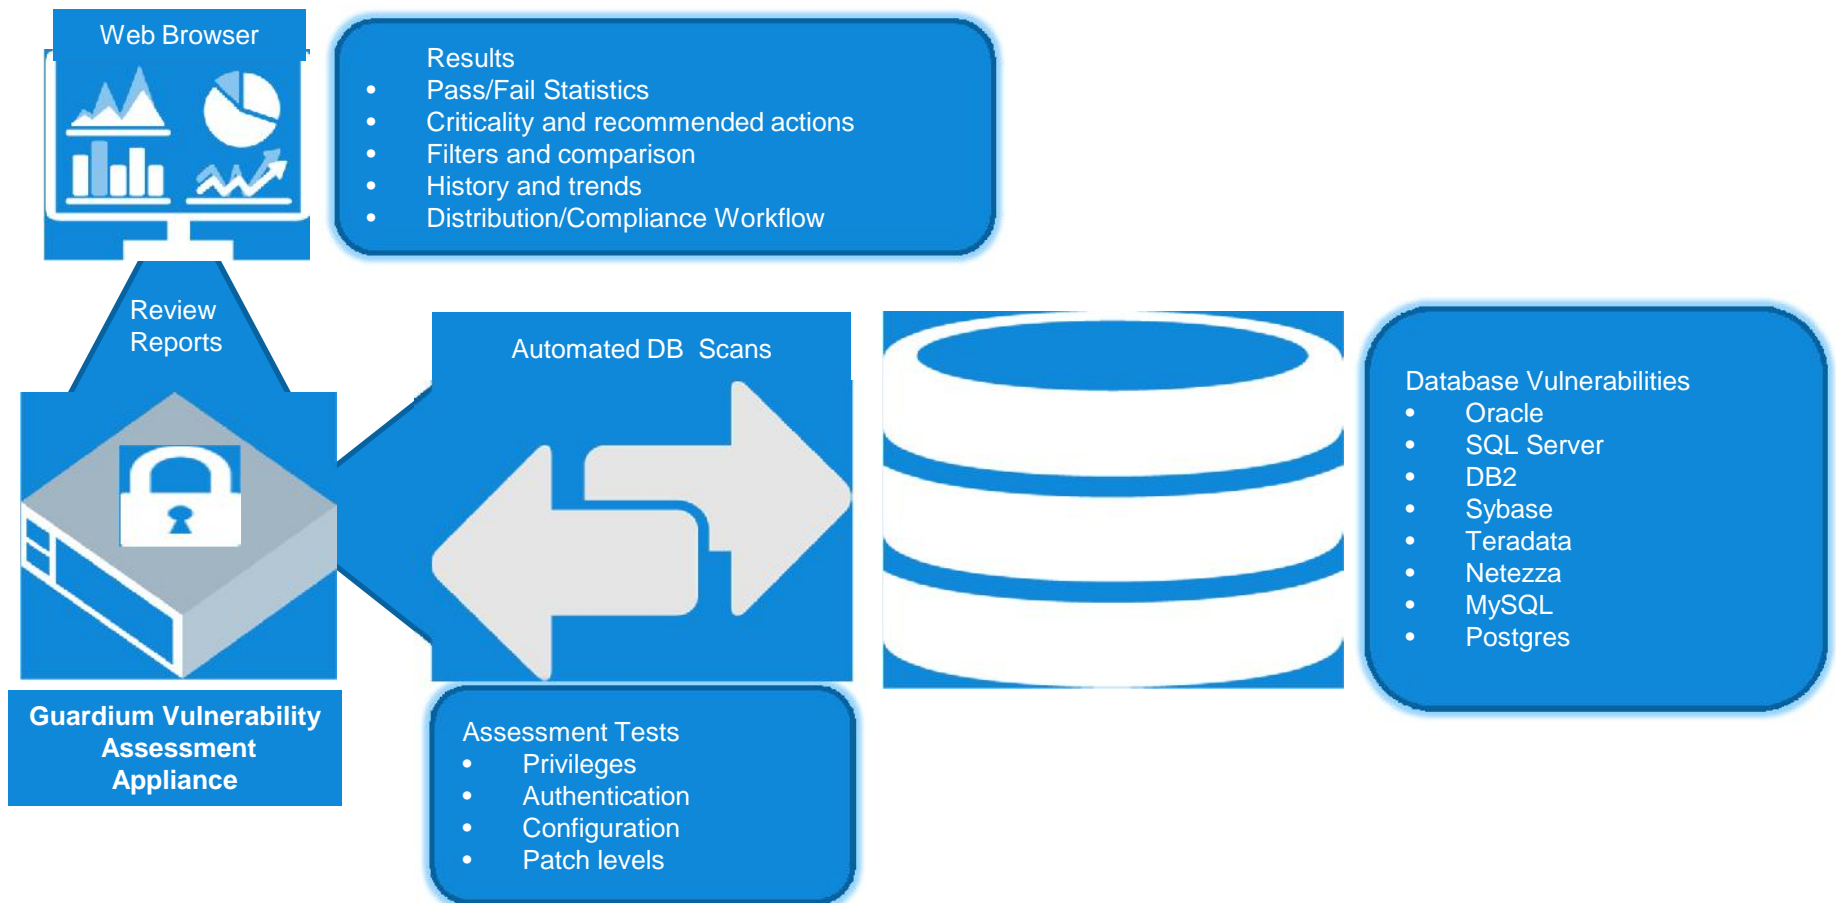 Web Browser
Results
• Pass/Fail Statistics
• Criticality and recommended actions
• Filters and comparison
• History and trends
• Distribution/Compliance Workflow
Review
Reports
Automated DB Scans
Database Vulnerabilities
• Oracle
• SQL Server
• DB2
• Sybase
• Teradata
• Netezza
• MySQL
• Postgres
Guardium Vulnerability
Assessment
Appliance
Assessment Tests
• Privileges
• Authentication
• Configuration
• Patch levels